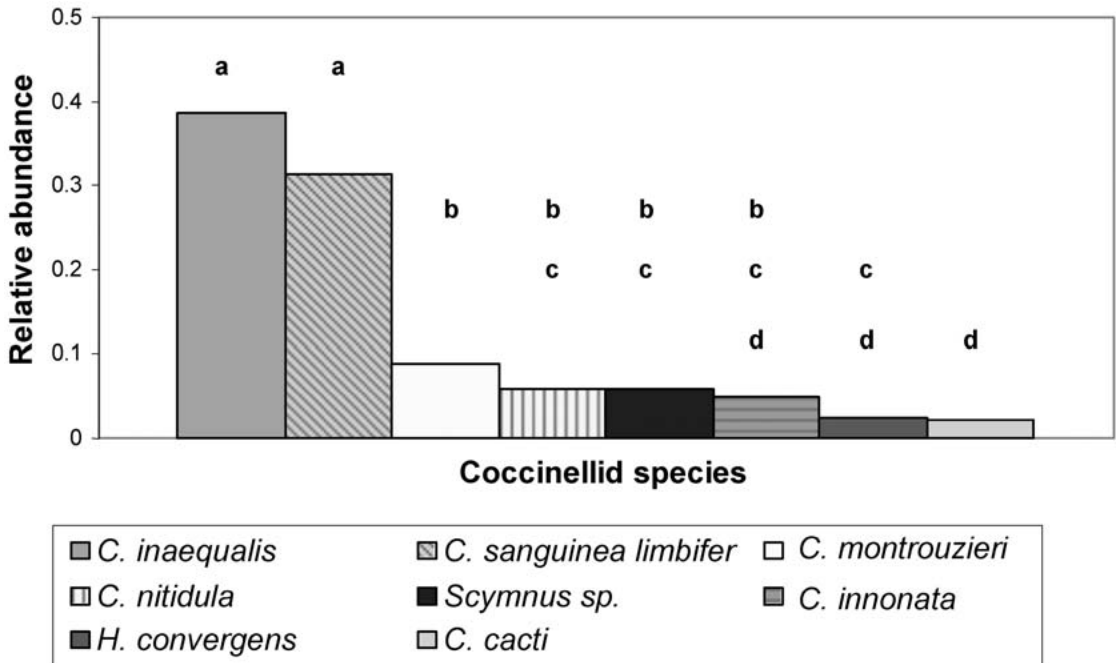 0.5
a a
0.4
0.3
b b b b
0.2
c c c c
0.1
d d d
0
Relative abundance
Coccinellid species
C. inaequalis C. sanguinea limbifer C. montrouzieri
C. nitidula Scymnus sp. C. innonata
H. convergens C. cacti